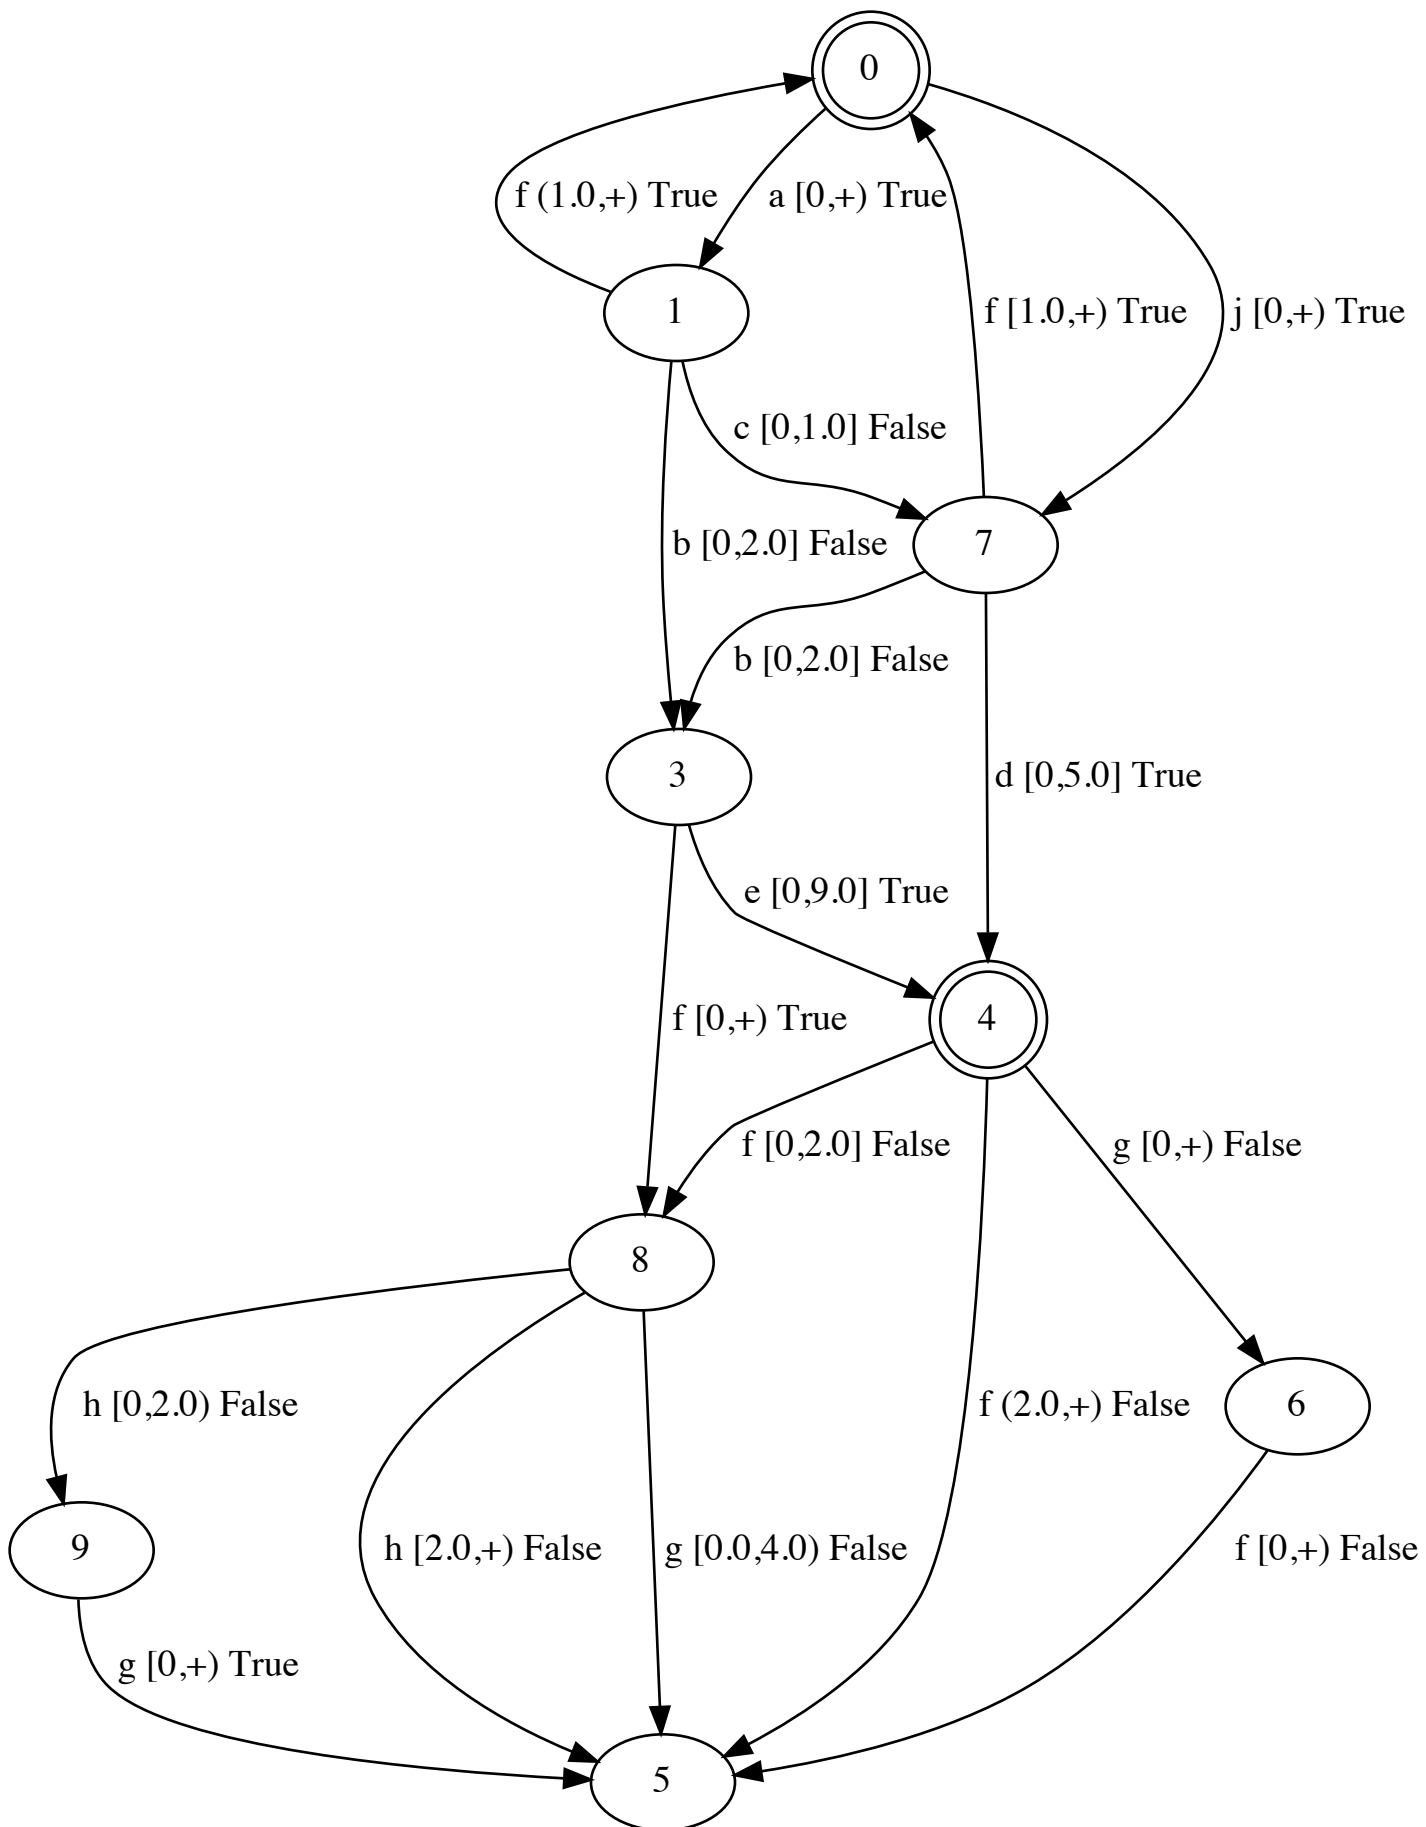 0
f (1.0,+) True
a [0,+) True
1
f [1.0,+) True
j [0,+) True
c [0,1.0] False
b [0,2.0] False
7
b [0,2.0] False
3
d [0,5.0] True
e [0,9.0] True
f [0,+) True
4
f [0,2.0] False
g [0,+) False
8
h [0,2.0) False
f (2.0,+) False
6
9
h [2.0,+) False
g [0.0,4.0) False
f [0,+) False
g [0,+) True
5